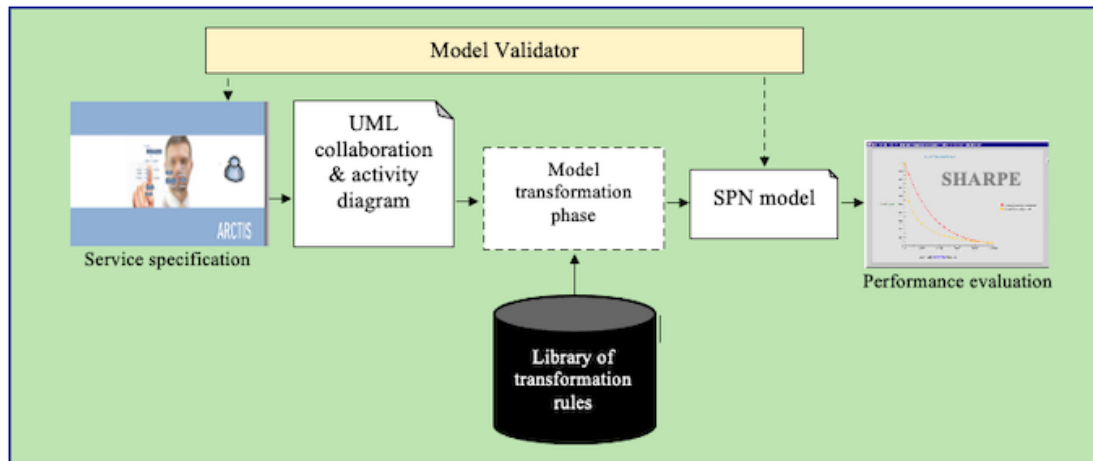 Model Validator
UML
collaboration
& activity
diagram
Model
transformation
phase
SPN model
SHARPE
ARCTIS
Service specification
Performance evaluation
Library of
transformation
rules